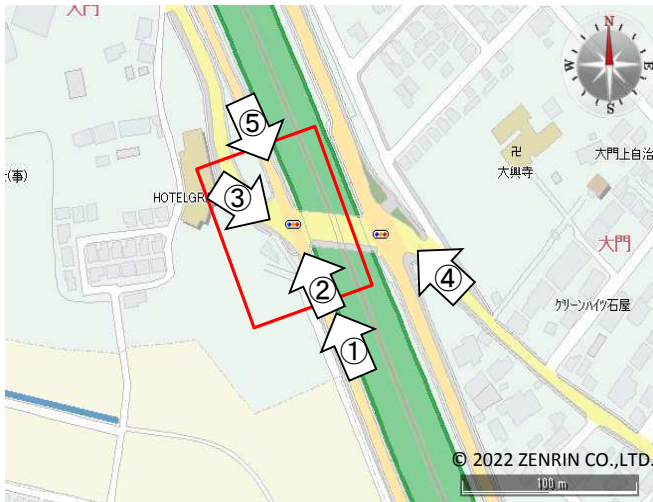 大門
N
W
E
S
⑤
卍
大興寺
大門上自治
(事)
③
HOTELGR
大門
④
②
グリーンハイツ石屋
①
© 2022 ZENRIN CO.,LTD.
100 m